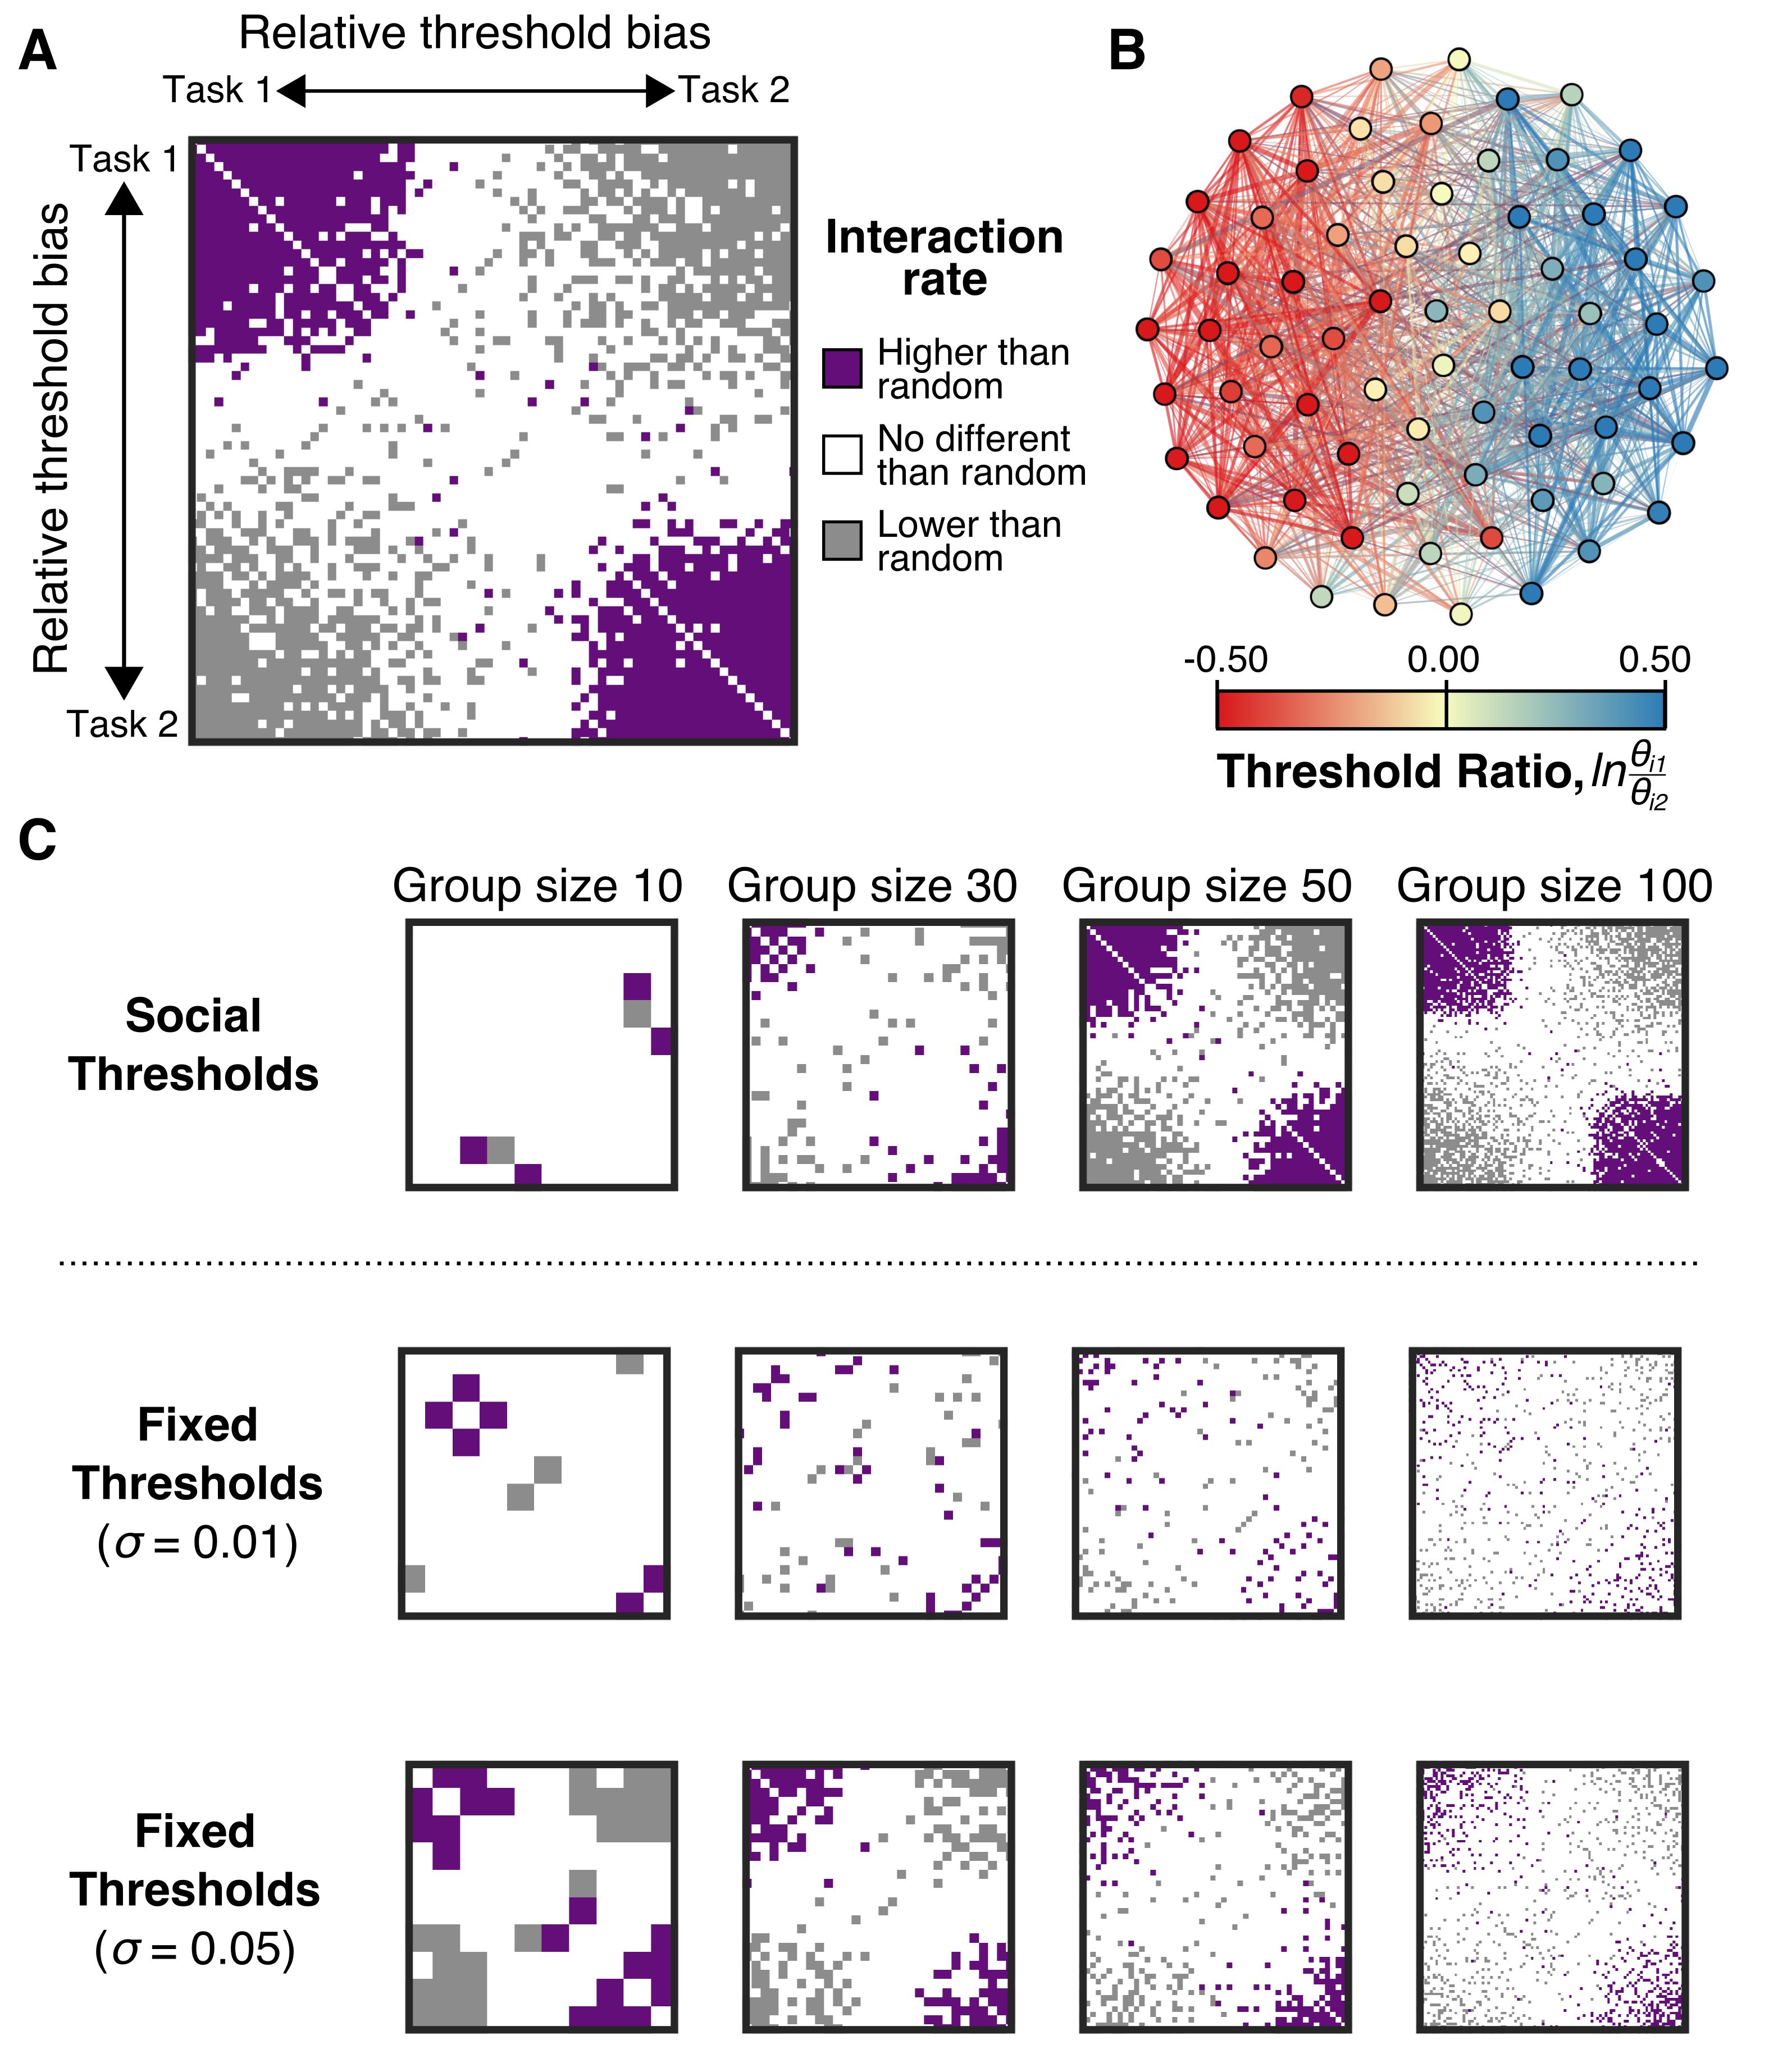 A
Relative threshold bias
Task 1
Task 2
Task 1
Relative threshold bias
Task 2
Interaction
rate
Higher than
random
No different
than random
Lower than
random
B
-0.50 0.00 0.50
Threshold Ratio, ln θi1/θi2
C
Group size 10 Group size 30 Group size 50 Group size 100
Social
Thresholds
Fixed
Thresholds
(σ = 0.01)
Fixed
Thresholds
(σ = 0.05)